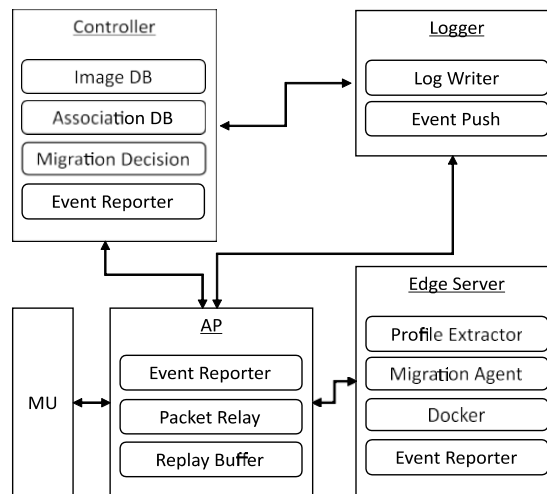 Controller
Image DB
Association DB
Migration Decision
Event Reporter
Logger
Log Writer
Event Push
MU
AP
Event Reporter
Packet Relay
Replay Buffer
Edge Server
Profile Extractor
Migration Agent
Docker
Event Reporter